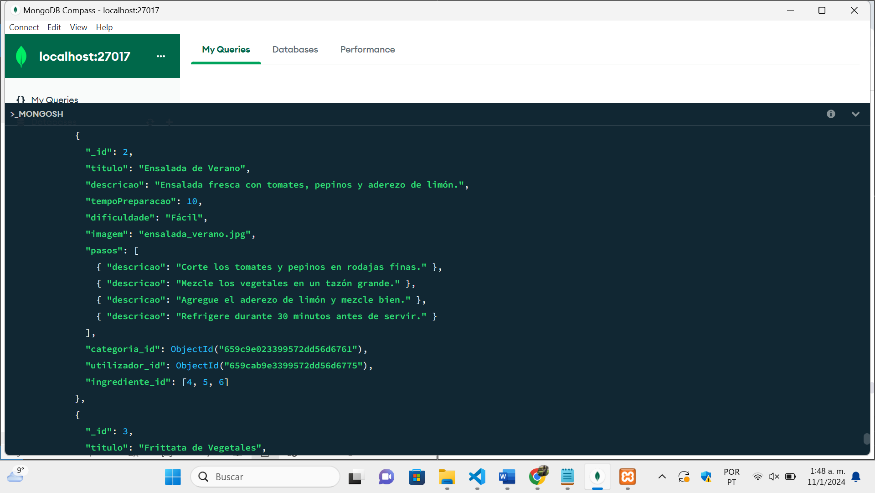 MongoDB Compass - localhost:27017
Connect Edit View Help
localhost:27017 ...
My Queries Databases Performance
{} My Queries
>_MONGOSH
{
"_id": 2,
"titulo": "Ensalada de Verano",
"descricao": "Ensalada fresca con tomates, pepinos y aderezo de limón.",
"tempoPreparacao": 10,
"dificuldade": "Fácil",
"imagem": "ensalada_verano.jpg",
"pasos": [
{ "descricao": "Corte los tomates y pepinos en rodajas finas." },
{ "descricao": "Mezcle los vegetales en un tazón grande." },
{ "descricao": "Agregue el aderezo de limón y mezcle bien." },
{ "descricao": "Refrigere durante 30 minutos antes de servir." }
],
"categoria_id": ObjectId("659c9e023399572dd56d6761"),
"utilizador_id": ObjectId("659cab9e3399572dd56d6775"),
"ingrediente_id": [4, 5, 6]
},
{
"_id": 3,
"titulo": "Frittata de Vegetales",
9°
Buscar
POR
PT
1:48 a. m.
11/1/2024